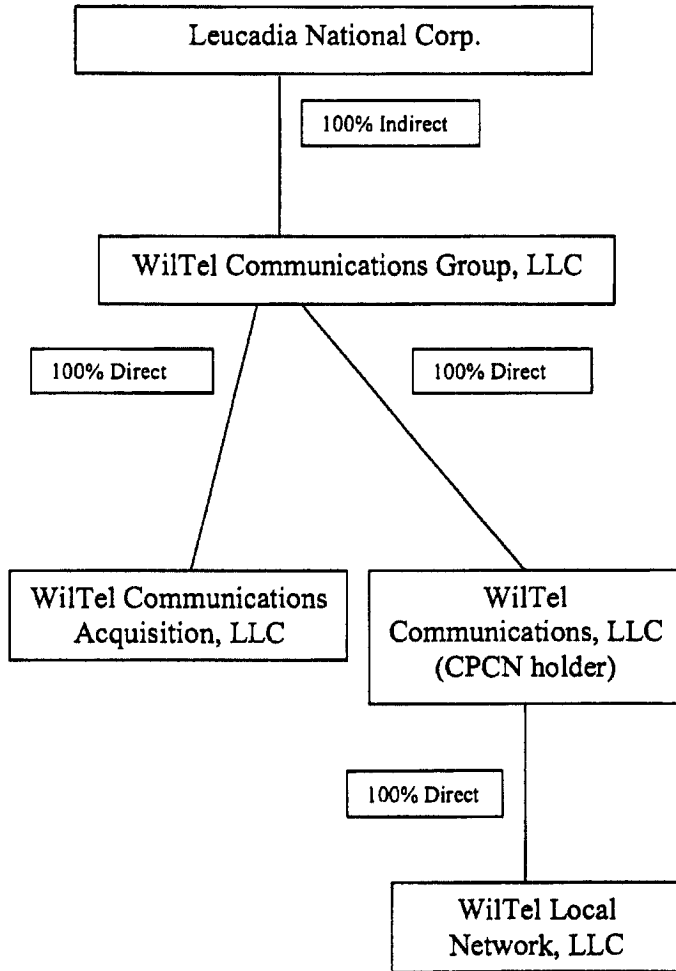 Leucadia National Corp.
100% Indirect
WilTel Communications Group, LLC
100% Direct
100% Direct
WilTel Communications
Acquisition, LLC
WilTel
Communications, LLC
(CPCN holder)
100% Direct
WilTel Local
Network, LLC